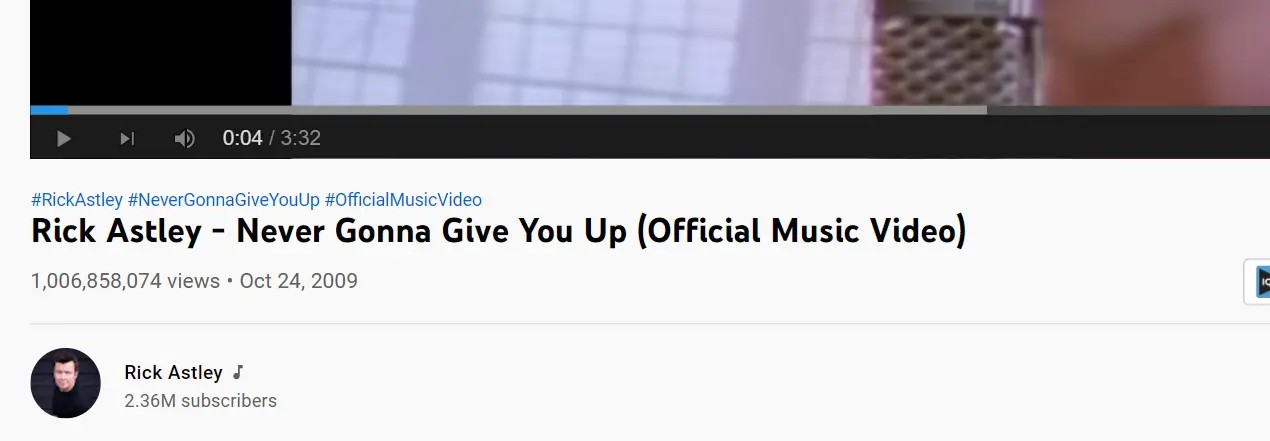 0:04 / 3:32
#RickAstley #NeverGonnaGiveYouUp #OfficialMusicVideo
Rick Astley - Never Gonna Give You Up (Official Music Video)
1,006,858,074 views • Oct 24, 2009
Rick Astley
2.36M subscribers